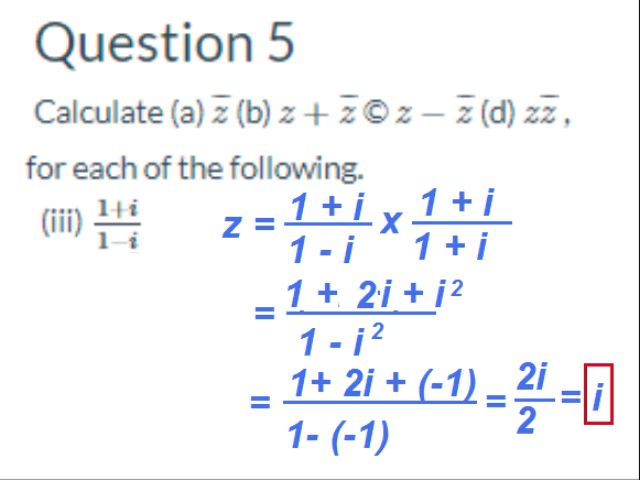 Question 5
Calculate (a) z̅ (b) z + z̅ © z − z̅ (d) zz̅ ,
for each of the following.
(iii) (1+i)/(1−i) z = (1 + i)/(1 - i) x (1 + i)/(1 + i)
= (1 + 2i + i²)/(1 - i²)
= (1+ 2i + (-1))/(1- (-1)) = 2i/2 = i